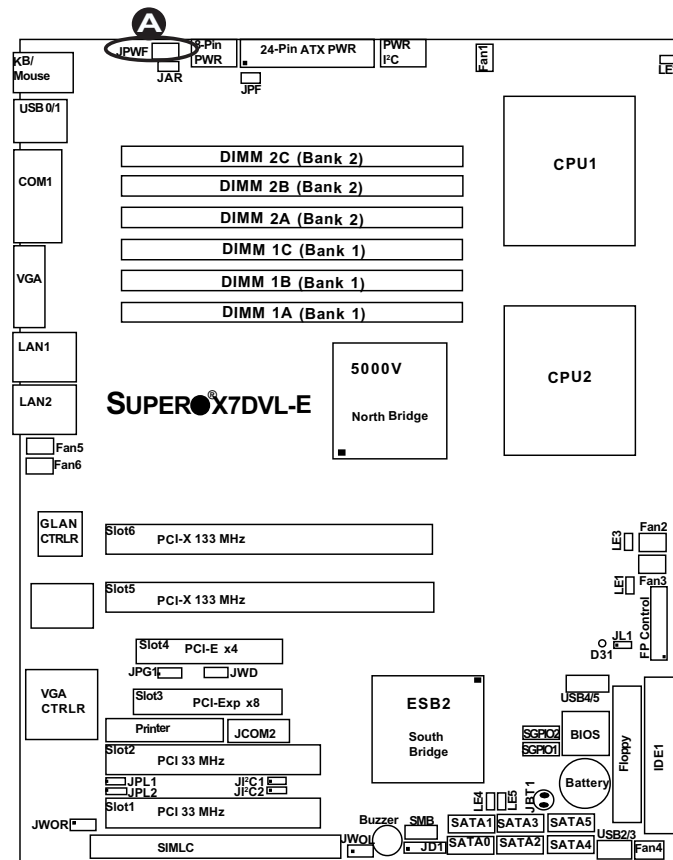 A
JPWF
8-Pin
PWR
24-Pin ATX PWR
PWR
I²C
Fan1
LE
KB/
Mouse
JAR
JPF
USB 0/1
COM1
DIMM 2C (Bank 2)
DIMM 2B (Bank 2)
DIMM 2A (Bank 2)
DIMM 1C (Bank 1)
DIMM 1B (Bank 1)
DIMM 1A (Bank 1)
CPU1
VGA
LAN1
LAN2
5000V
North Bridge
CPU2
SUPER®X7DVL-E
Fan5
Fan6
GLAN
CTRLR
Slot6
PCI-X 133 MHz
Slot5
PCI-X 133 MHz
LE3
Fan2
Fan3
LE1
JL1
D31
FP Control
Slot4
PCI-E x4
JPG1
JWD
VGA
CTRLR
Slot3
PCI-Exp x8
Printer
JCOM2
ESB2
South
Bridge
USB4/5
SGPIO2
SGPIO1
BIOS
Floppy
IDE1
Slot2
PCI 33 MHz
JPL1
JPL2
JI²C1
JI²C2
Battery
LE4
LE5
JBT1
Slot1
PCI 33 MHz
JWOR
SIMLC
JWOL
Buzzer
SMB
JD1
SATA1
SATA3
SATA5
SATA0
SATA2
SATA4
USB2/3
Fan4